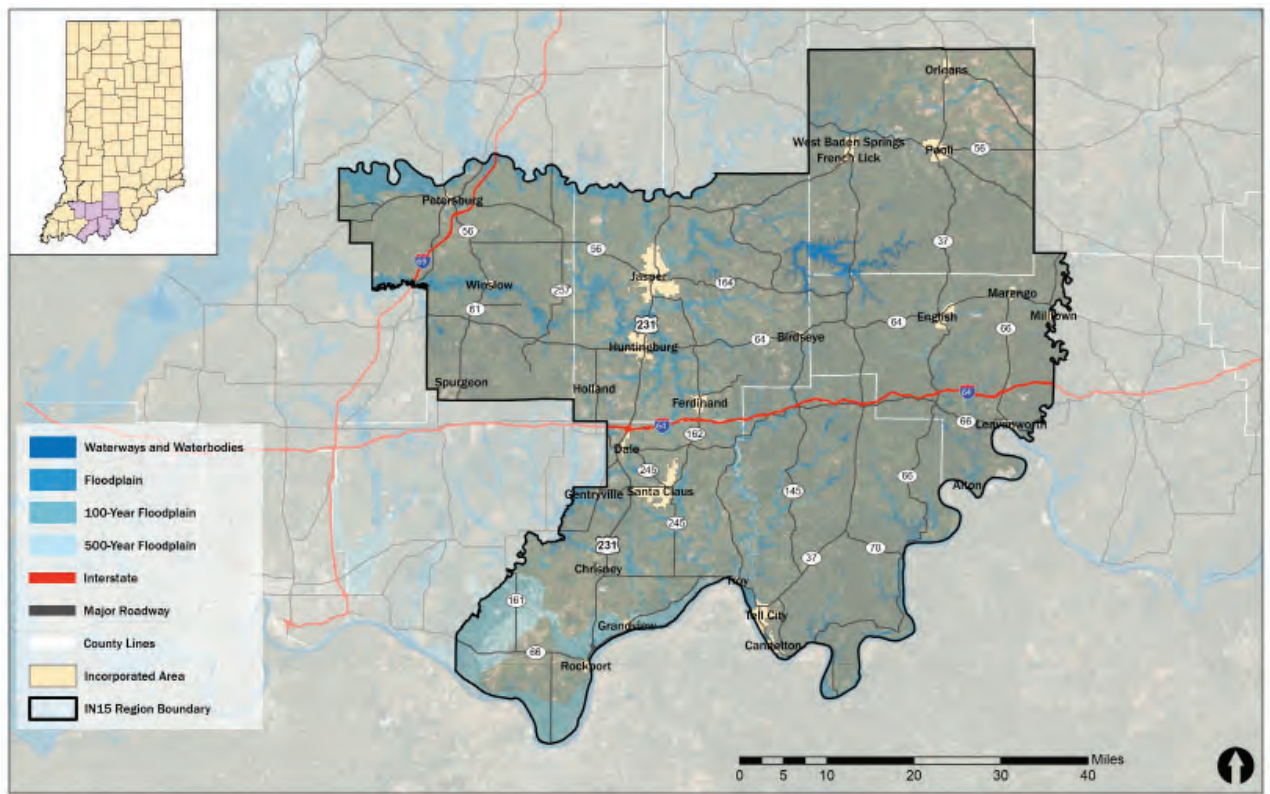 Orleans
West Baden Springs
French Lick
Paoli
56
Petersburg
56
56
37
69
Jasper
164
Winslow
257
Marengo
61
231
English
Milltown
64
66
Huntingburg
64
Birdseye
Spurgeon
Holland
64
Ferdinand
66
Leavenworth
64
162
Dale
245
66
Alton
145
Gentryville
Santa Claus
245
231
70
37
Chrisney
Troy
161
Tell City
Grandview
Cannelton
66
Rockport
Waterways and Waterbodies
Floodplain
100-Year Floodplain
500-Year Floodplain
Interstate
Major Roadway
County Lines
Incorporated Area
IN15 Region Boundary
Miles
0 5 10 20 30 40